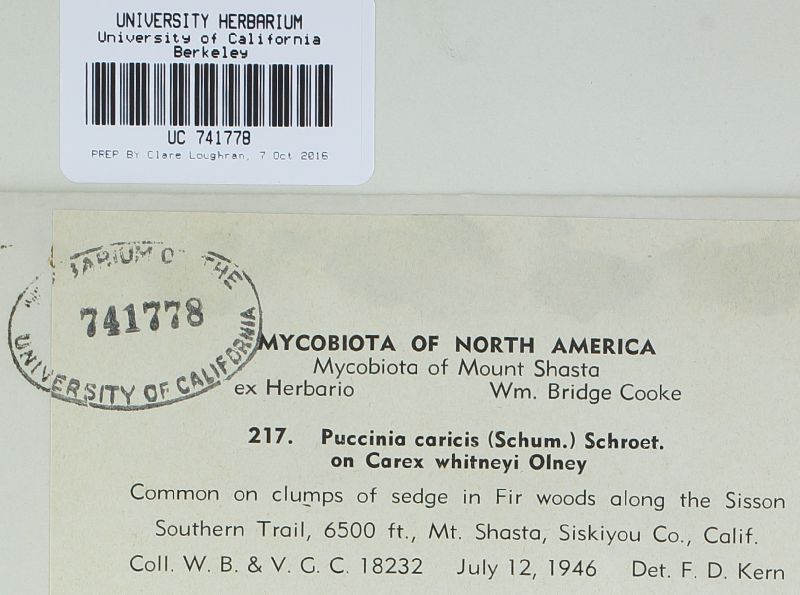 UNIVERSITY HERBARIUM
University of California
Berkeley
UC 741778
PREP BY Clare Loughran, 7 Oct 2016
OF THE
741778
UNIVERSITY OF CALIFORNIA
MYCOBIOTA OF NORTH AMERICA
Mycobiota of Mount Shasta
ex Herbario Wm. Bridge Cooke
217. Puccinia caricis (Schum.) Schroet.
on Carex whitneyi Olney
Common on clumps of sedge in Fir woods along the Sisson
Southern Trail, 6500 ft., Mt. Shasta, Siskiyou Co., Calif.
Coll. W. B. & V. G. C. 18232 July 12, 1946 Det. F. D. Kern